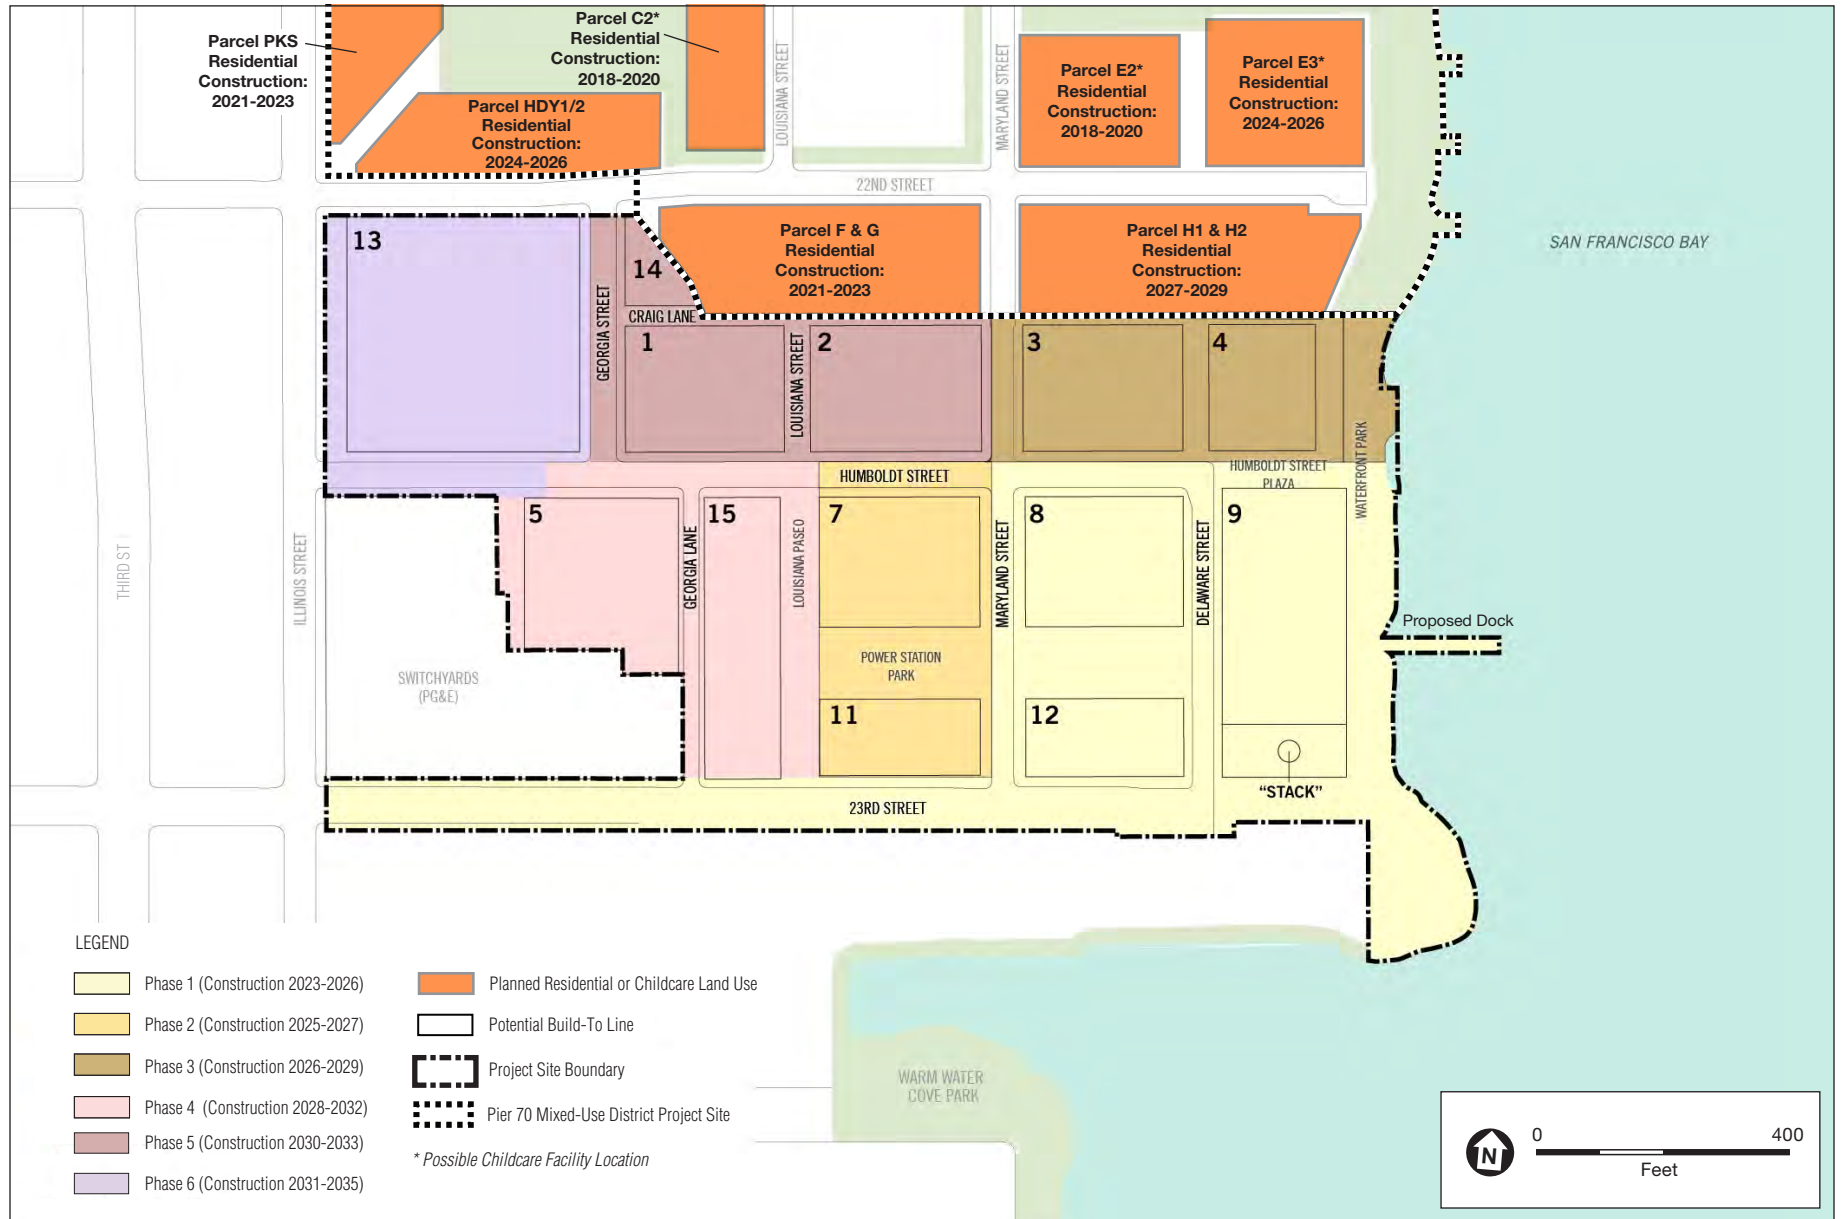 Parcel PKS
Residential
Construction:
2021-2023
Parcel C2*
Residential
Construction:
2018-2020
Parcel HDY1/2
Residential
Construction:
2024-2026
LOUISIANA STREET
MARYLAND STREET
Parcel E2*
Residential
Construction:
2018-2020
Parcel E3*
Residential
Construction:
2024-2026
22ND STREET
SAN FRANCISCO BAY
Parcel F & G
Residential
Construction:
2021-2023
Parcel H1 & H2
Residential
Construction:
2027-2029
13
14
GEORGIA STREET
CRAIG LANE
1
LOUISIANA STREET
2
3
4
WATERFRONT PARK
HUMBOLDT STREET
HUMBOLDT STREET
PLAZA
THIRD ST
ILLINOIS STREET
5
GEORGIA LANE
15
LOUISIANA PASEO
7
MARYLAND STREET
8
DELAWARE STREET
9
Proposed Dock
SWITCHYARDS
(PG&E)
POWER STATION
PARK
11
12
"STACK"
23RD STREET
WARM WATER
COVE PARK
LEGEND
Phase 1 (Construction 2023-2026)
Phase 2 (Construction 2025-2027)
Phase 3 (Construction 2026-2029)
Phase 4 (Construction 2028-2032)
Phase 5 (Construction 2030-2033)
Phase 6 (Construction 2031-2035)
Planned Residential or Childcare Land Use
Potential Build-To Line
Project Site Boundary
Pier 70 Mixed-Use District Project Site
* Possible Childcare Facility Location
N
0 400
Feet